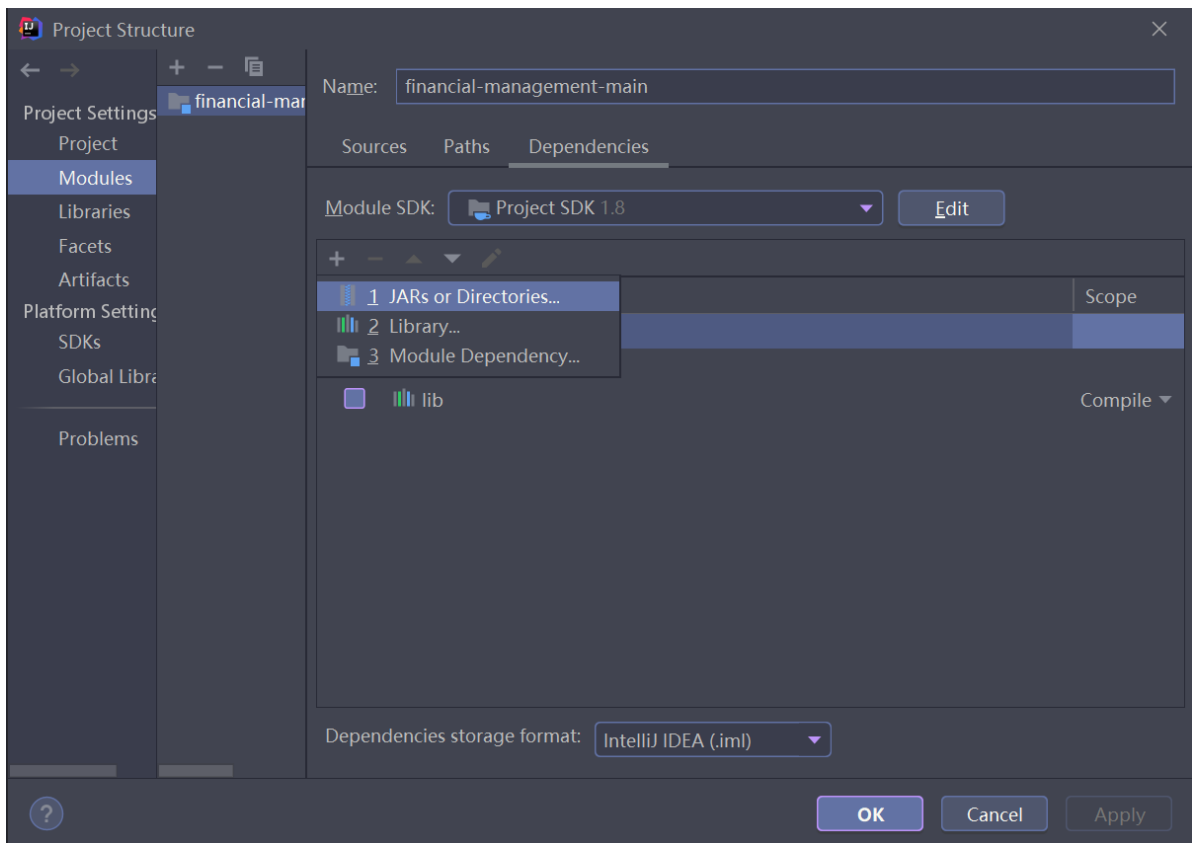 Project Structure
Name: financial-management-main
Project Settings
Project
Modules
Libraries
Facets
Artifacts
Platform Setting
SDKs
Global Libra
Problems
financial-mar
Sources Paths Dependencies
Module SDK: Project SDK 1.8 Edit
1 JARs or Directories...
2 Library...
3 Module Dependency...
Scope
lib Compile
Dependencies storage format: IntelliJ IDEA (.iml)
? OK Cancel Apply